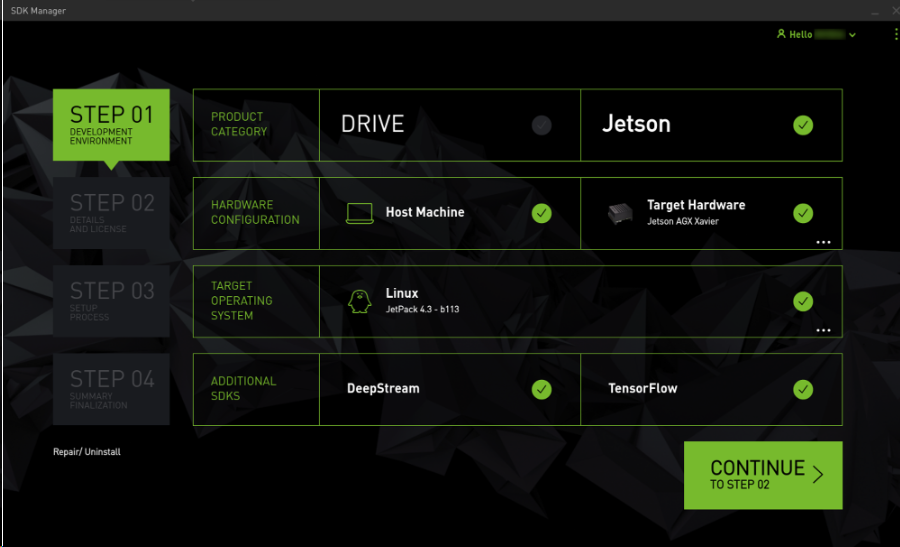 SDK Manager
Hello
STEP 01
DEVELOPMENT
ENVIRONMENT
PRODUCT
CATEGORY
DRIVE
Jetson
STEP 02
DETAILS
AND LICENSE
HARDWARE
CONFIGURATION
Host Machine
Target Hardware
Jetson AGX Xavier
STEP 03
SETUP
PROCESS
TARGET
OPERATING
SYSTEM
Linux
JetPack 4.3 - b113
STEP 04
SUMMARY
FINALIZATION
ADDITIONAL
SDKS
DeepStream
TensorFlow
Repair/ Uninstall
CONTINUE
TO STEP 02